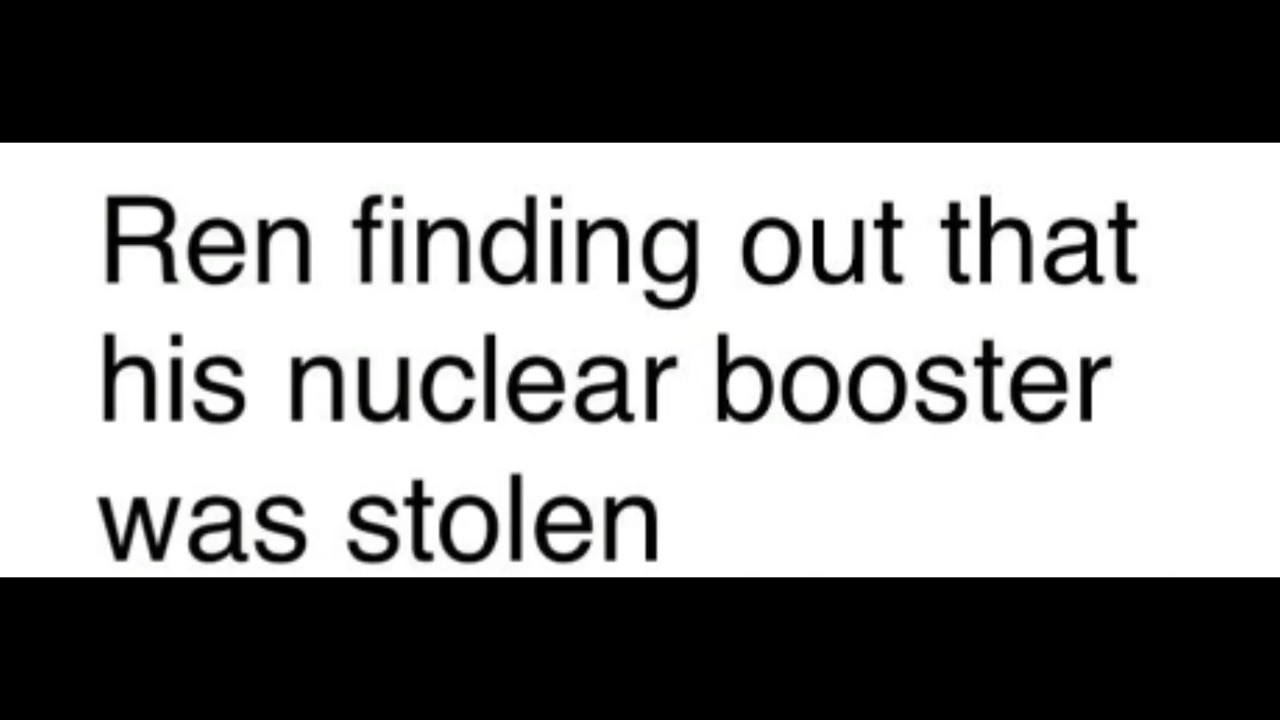 Ren finding out that
his nuclear booster
was stolen